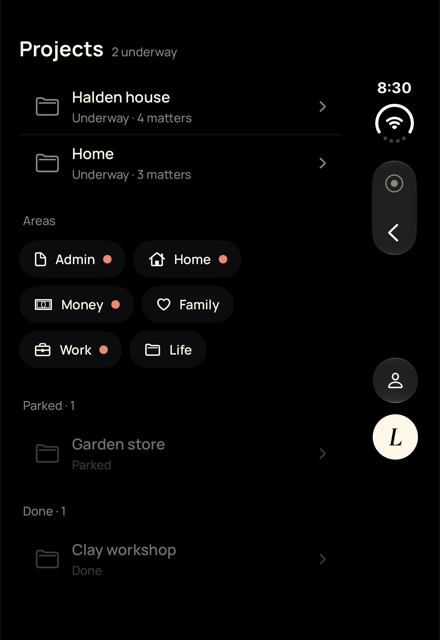 Projects 2 underway
8:30
Halden house
Underway · 4 matters
Home
Underway · 3 matters
Areas
Admin
Home
Money
Family
Work
Life
L
Parked · 1
Garden store
Parked
Done · 1
Clay workshop
Done